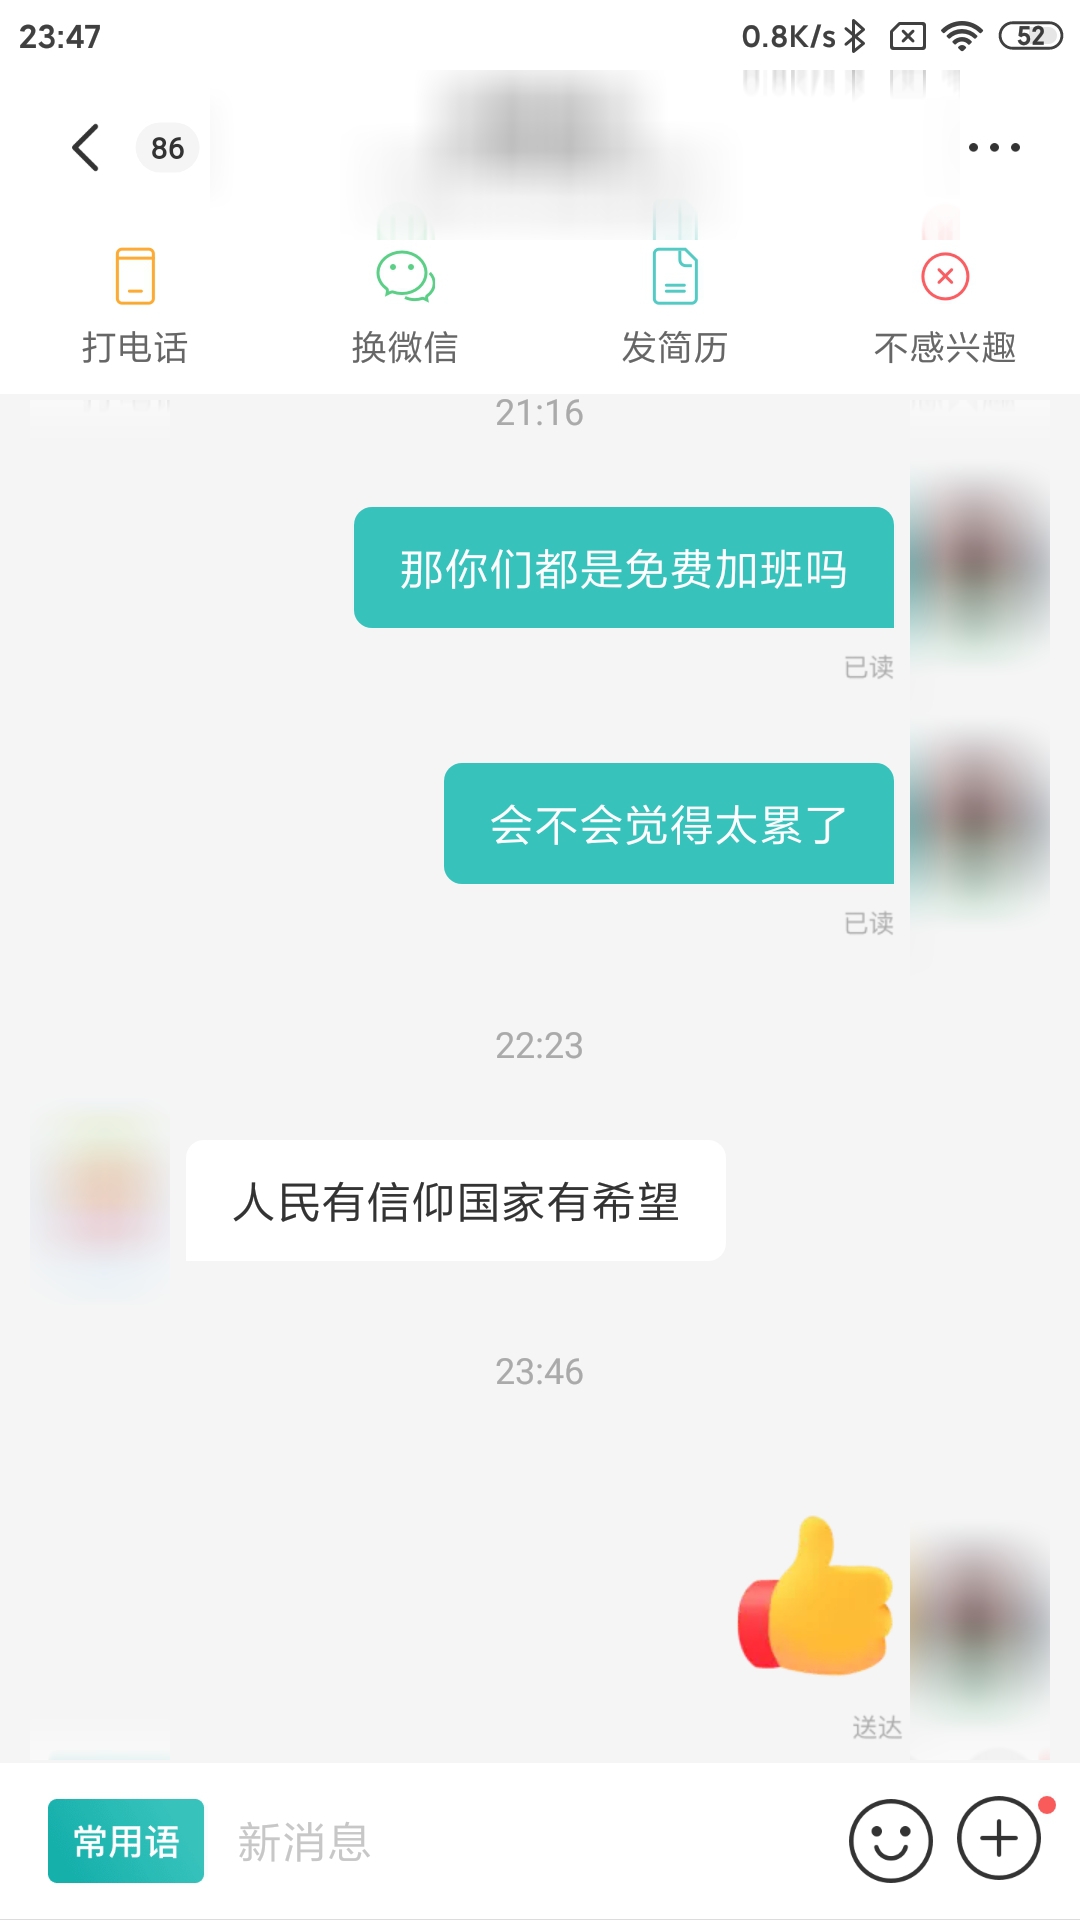 23:47
0.8K/s 52
86
打电话 换微信 发简历 不感兴趣
21:16
那你们都是免费加班吗
已读
会不会觉得太累了
已读
22:23
人民有信仰国家有希望
23:46
送达
常用语 新消息